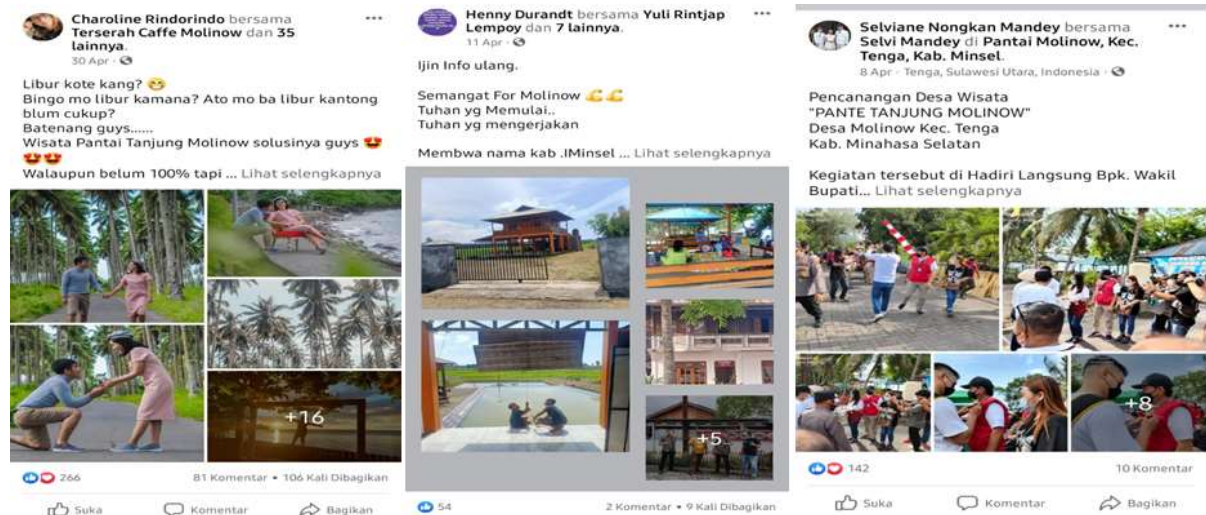 Charoline Rindorindo bersama
Terserah Caffe Molinow dan 35
lainnya.
30 Apr ·
Libur kote kang? 😁
Bingo mo libur kamana? Ato mo ba libur kantong
blum cukup?
Batenang guys......
Wisata Pantai Tanjung Molinow solusinya guys 🤩
🤩🤩
Walaupun belum 100% tapi ... Lihat selengkapnya
+16
266
81 Komentar • 106 Kali Dibagikan
Suka
Komentar
Bagikan
Henny Durandt bersama Yuli Rintjap
Lempoy dan 7 lainnya.
11 Apr ·
Ijin Info ulang.
Semangat For Molinow 💪💪
Tuhan yg Memulai..
Tuhan yg mengerjakan
Membwa nama kab .IMinsel ... Lihat selengkapnya
+5
54
2 Komentar • 9 Kali Dibagikan
Suka
Komentar
Bagikan
Selviane Nongkan Mandey bersama
Selvi Mandey di Pantai Molinow, Kec.
Tenga, Kab. Minsel.
8 Apr · Tenga, Sulawesi Utara, Indonesia ·
Pencanangan Desa Wisata
"PANTE TANJUNG MOLINOW"
Desa Molinow Kec. Tenga
Kab. Minahasa Selatan
Kegiatan tersebut di Hadiri Langsung Bpk. Wakil
Bupati... Lihat selengkapnya
+8
142
10 Komentar
Suka
Komentar
Bagikan